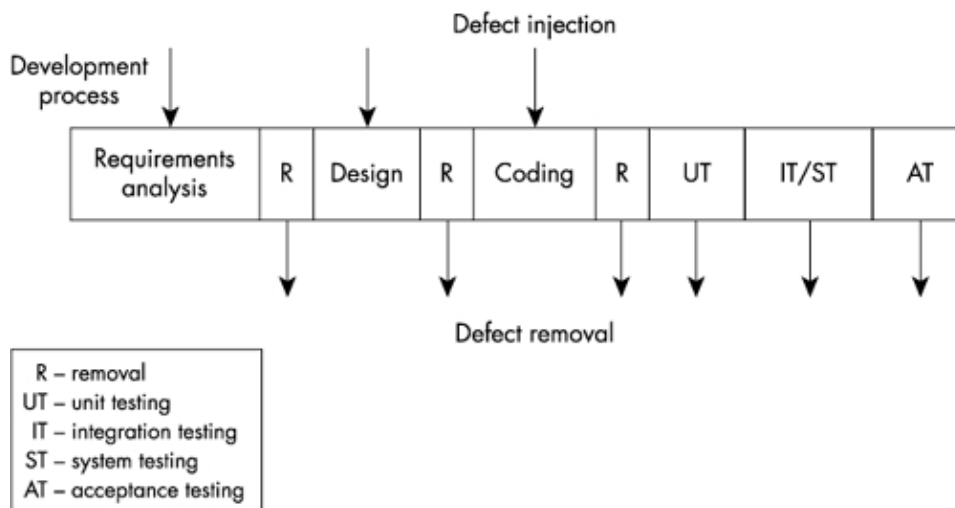 Defect injection
Development
process
Requirements
analysis
R
Design
R
Coding
R
UT
IT/ST
AT
Defect removal
R – removal
UT – unit testing
IT – integration testing
ST – system testing
AT – acceptance testing